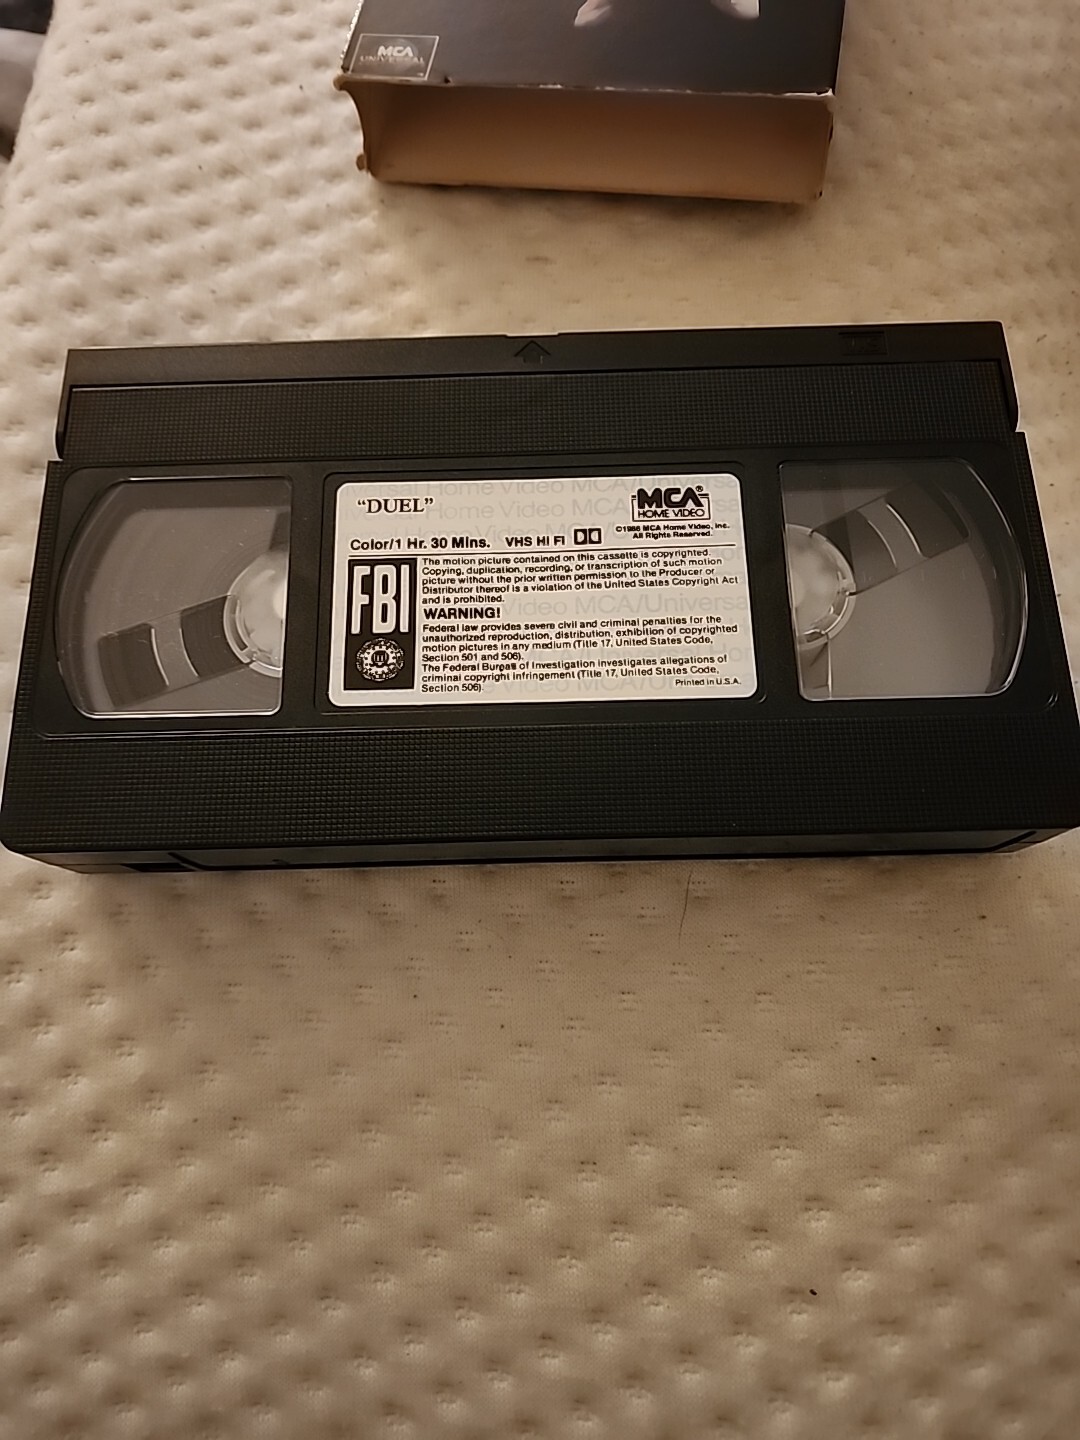 MCA
UNIVERSAL
"DUEL"
MCA®
HOME VIDEO
©1986 MCA Home Video, Inc.
All Rights Reserved.
Color/1 Hr. 30 Mins. VHS HI FI
FBI
The motion picture contained on this cassette is copyrighted.
Copying, duplication, recording, or transcription of such motion
picture without the prior written permission to the Producer or
Distributor thereof is a violation of the United States Copyright Act
and is prohibited.
WARNING!
Federal law provides severe civil and criminal penalties for the
unauthorized reproduction, distribution, exhibition of copyrighted
motion pictures in any medium (Title 17, United States Code,
Section 501 and 506).
The Federal Bureau of Investigation investigates allegations of
criminal copyright infringement (Title 17, United States Code,
Section 506).
Printed in U.S.A.